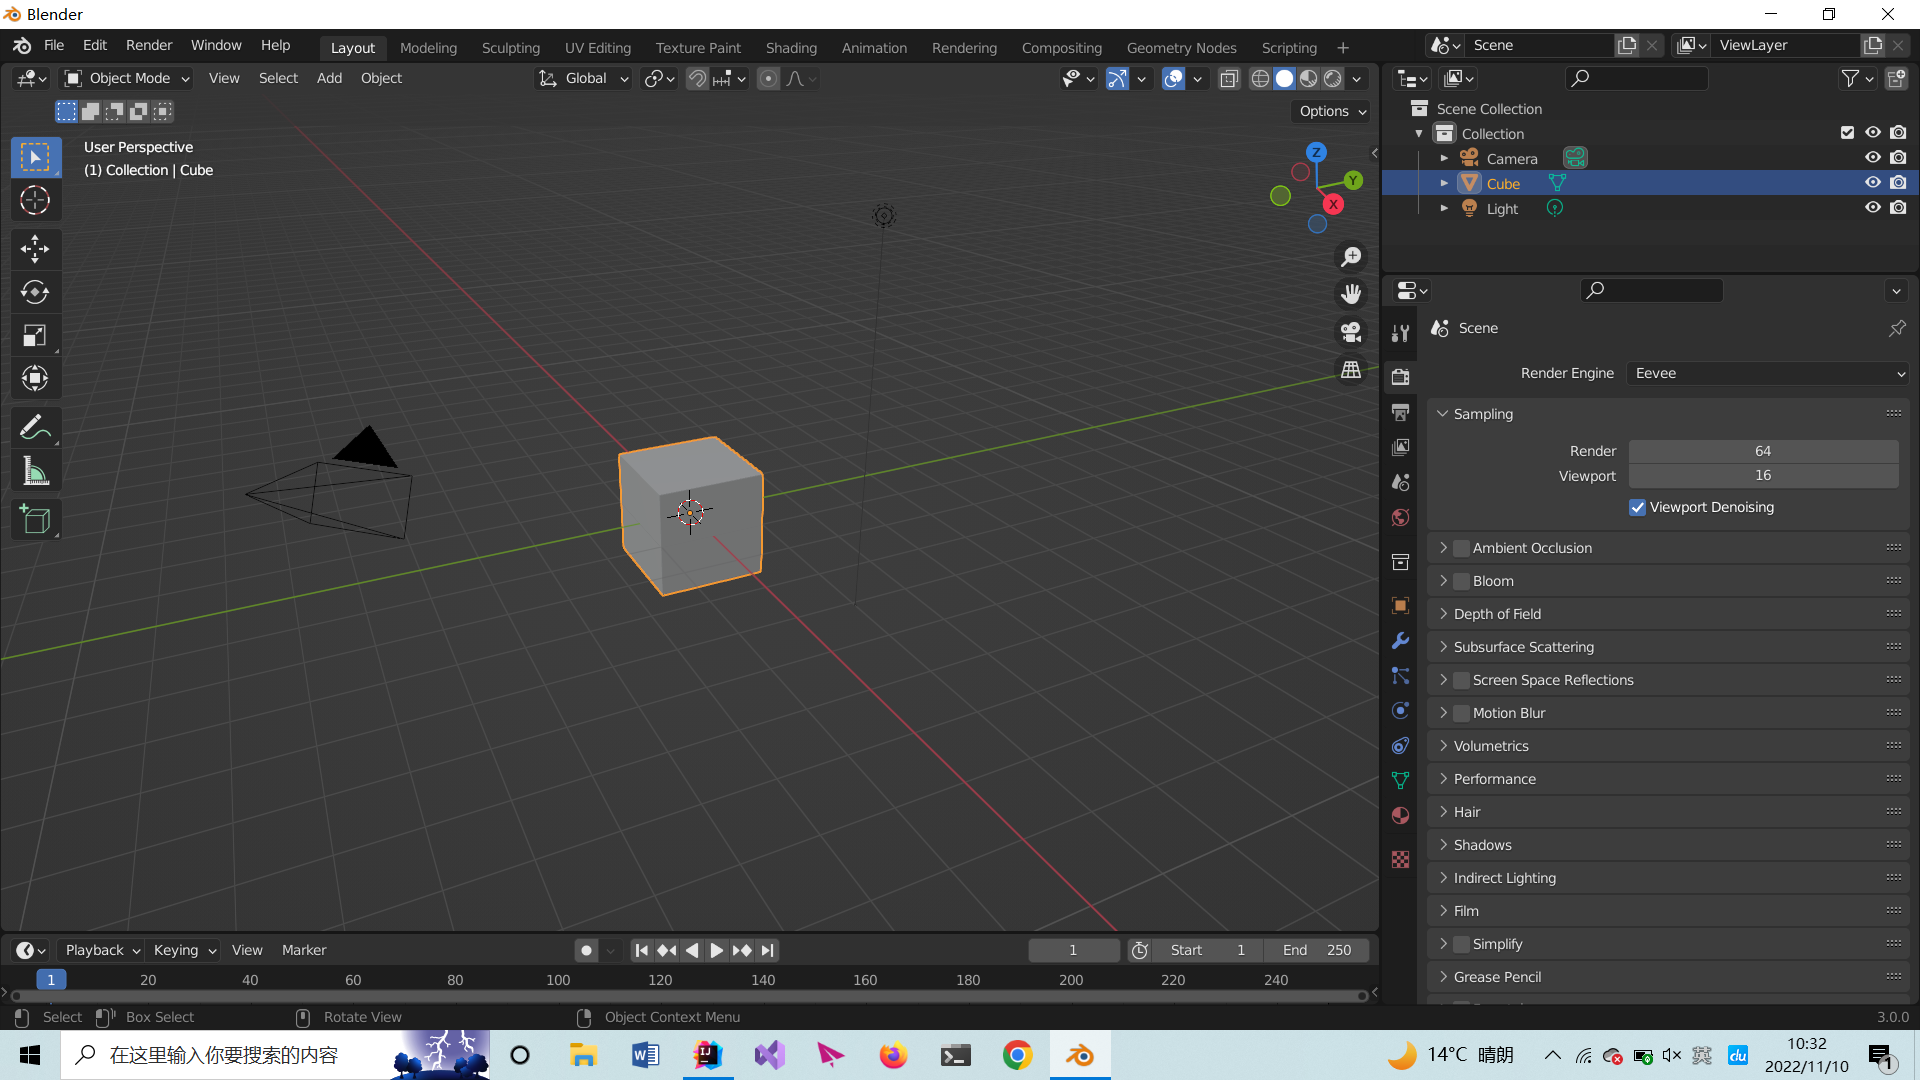 Blender
File Edit Render Window Help Layout Modeling Sculpting UV Editing Texture Paint Shading Animation Rendering Compositing Geometry Nodes Scripting + Scene ViewLayer
Object Mode View Select Add Object Global
Options
User Perspective
(1) Collection | Cube
Z
Y
X
Scene Collection
Collection
Camera
Cube
Light
Scene
Render Engine Eevee
Sampling
Render 64
Viewport 16
Viewport Denoising
Ambient Occlusion
Bloom
Depth of Field
Subsurface Scattering
Screen Space Reflections
Motion Blur
Volumetrics
Performance
Hair
Shadows
Indirect Lighting
Film
Simplify
Grease Pencil
Playback Keying View Marker 1 Start 1 End 250
1 20 40 60 80 100 120 140 160 180 200 220 240
Select Box Select Rotate View Object Context Menu 3.0.0
在这里输入你要搜索的内容
14°C 晴朗 英 du
10:32
2022/11/10
1